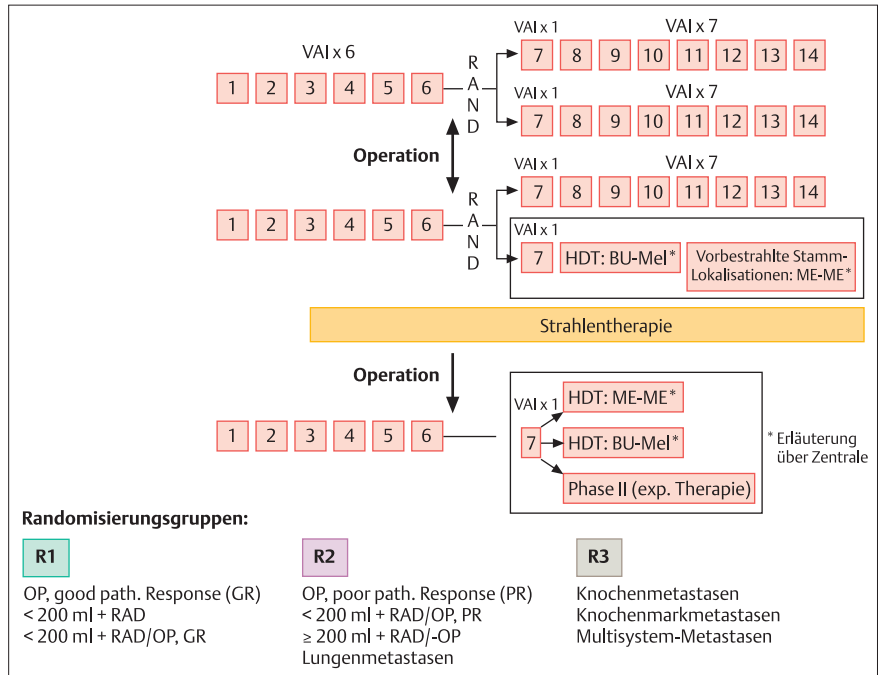 VAI x 6
VAI x 1
VAI x 7
1 2 3 4 5 6
RAND
7 8 9 10 11 12 13 14
VAI x 1
VAI x 7
7 8 9 10 11 12 13 14
Operation
VAI x 1
VAI x 7
1 2 3 4 5 6
RAND
7 8 9 10 11 12 13 14
VAI x 1
7
HDT: BU-Mel*
Vorbestrahlte Stamm-
Lokalisationen: ME-ME*
Strahlentherapie
Operation
1 2 3 4 5 6
VAI x 1
7
HDT: ME-ME*
HDT: BU-Mel*
Phase II (exp. Therapie)
* Erläuterung
über Zentrale
Randomisierungsgruppen:
R1
OP, good path. Response (GR)
< 200 ml + RAD
< 200 ml + RAD/OP, GR
R2
OP, poor path. Response (PR)
< 200 ml + RAD/OP, PR
≥ 200 ml + RAD/-OP
Lungenmetastasen
R3
Knochenmetastasen
Knochenmarkmetastasen
Multisystem-Metastasen